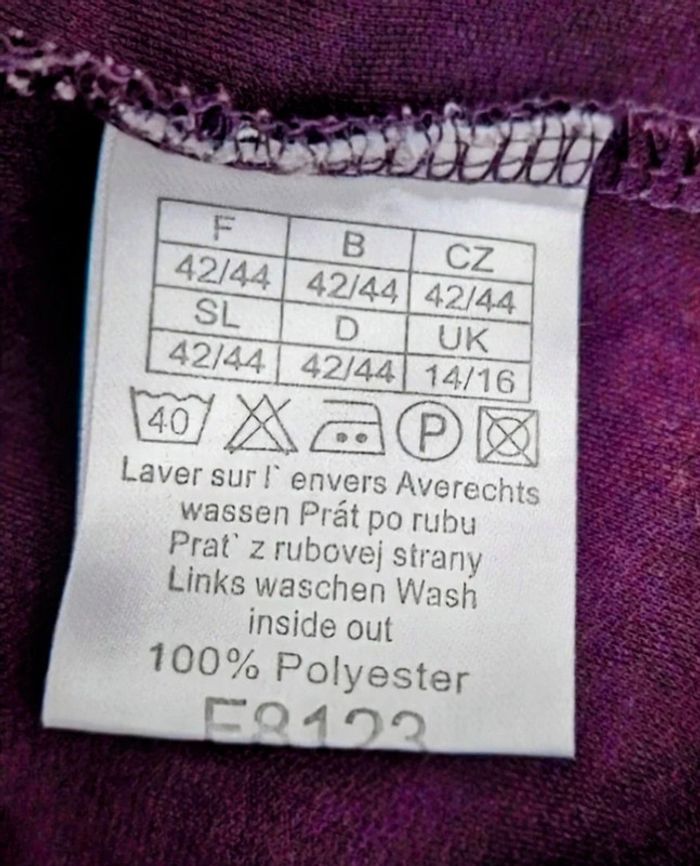 F B CZ
42/44 42/44 42/44
SL D UK
42/44 42/44 14/16
40 P
Laver sur l` envers Averechts
wassen Prát po rubu
Prat` z rubovej strany
Links waschen Wash
inside out
100% Polyester